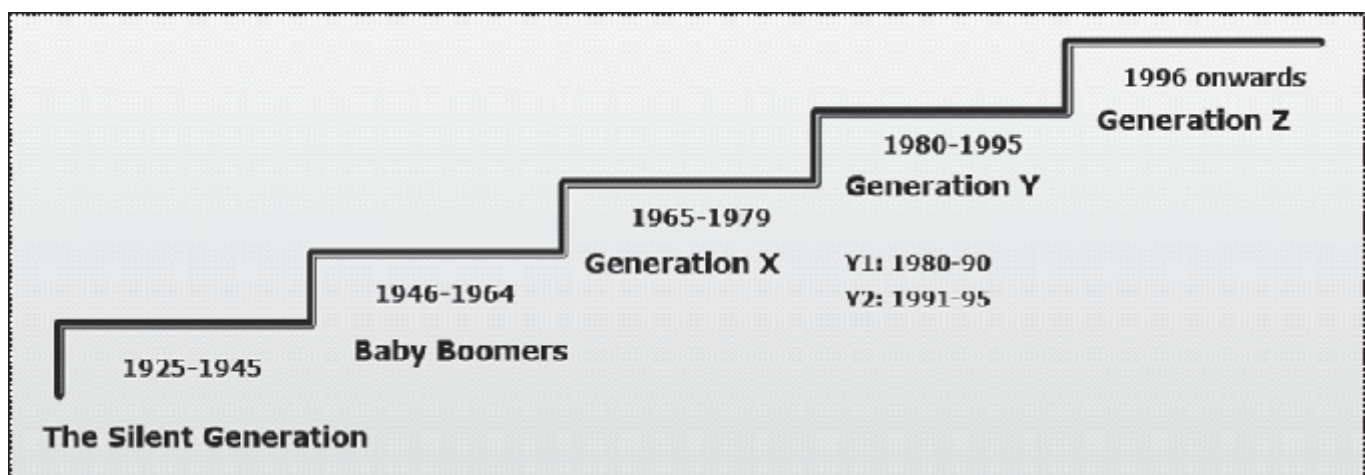 1925-1945
The Silent Generation
1946-1964
Baby Boomers
1965-1979
Generation X
1980-1995
Generation Y
Y1: 1980-90
Y2: 1991-95
1996 onwards
Generation Z